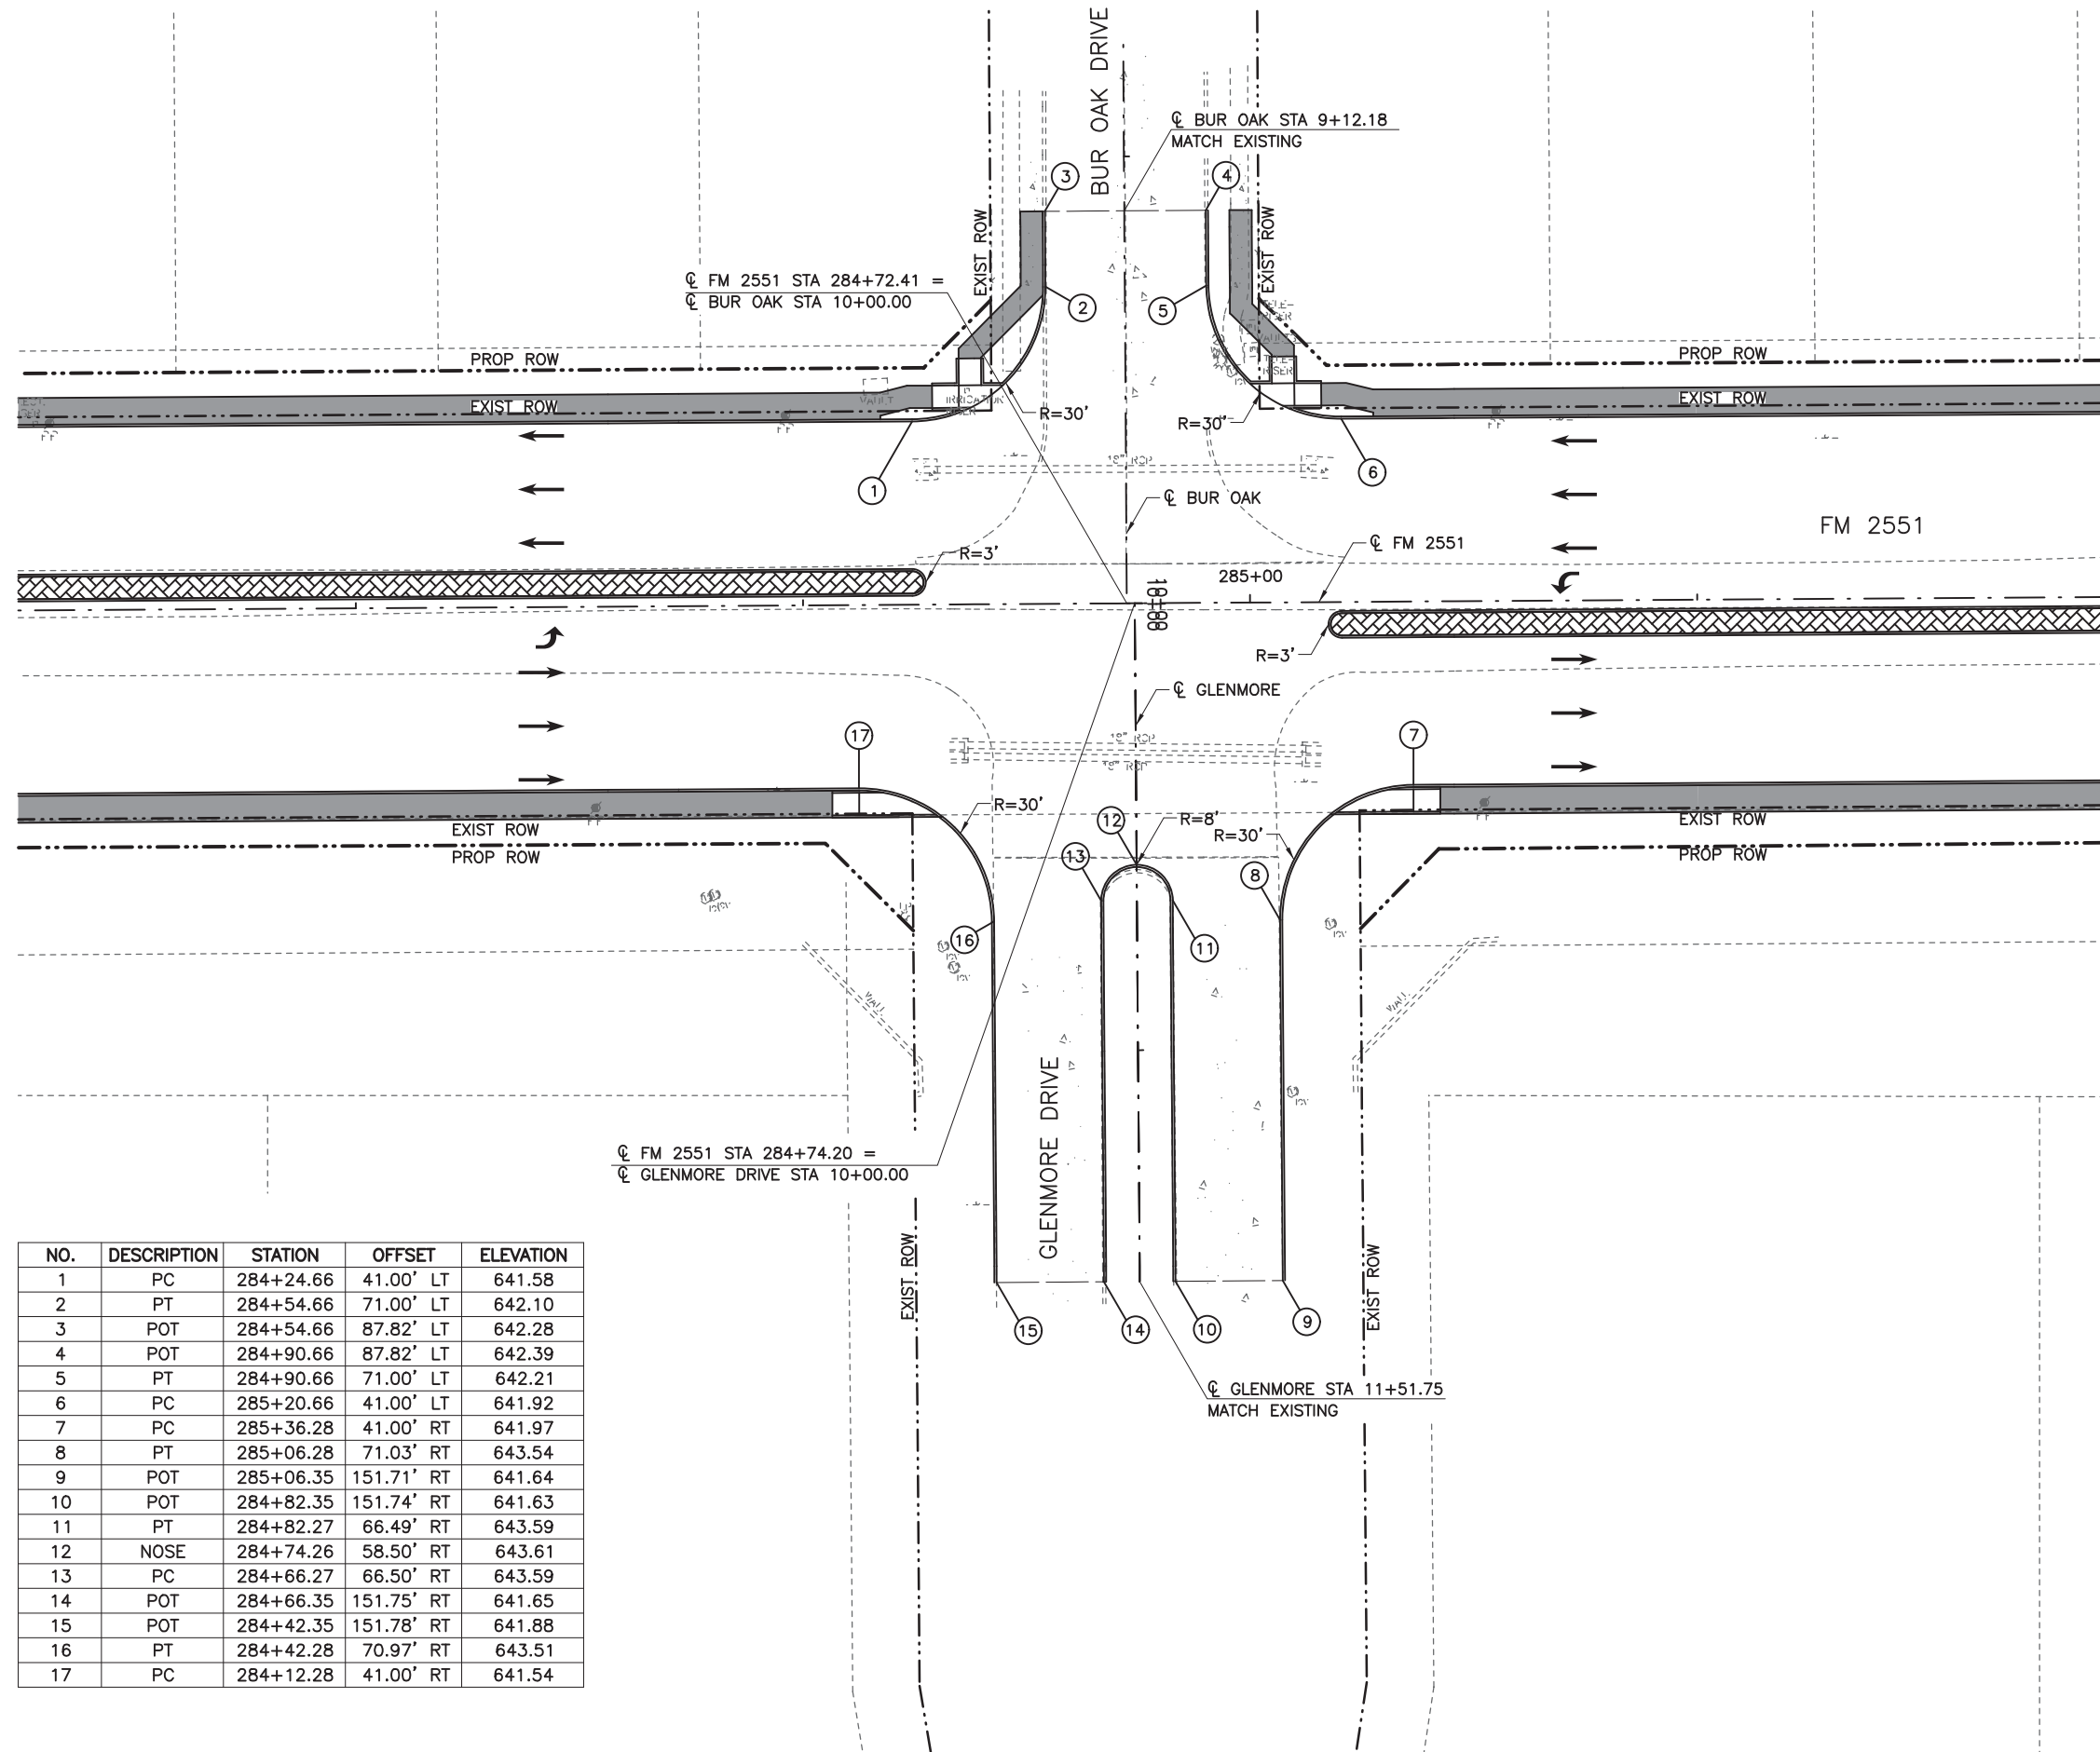 BUR OAK DRIVE
℄ BUR OAK STA 9+12.18
MATCH EXISTING
3
4
EXIST ROW
EXIST ROW
℄ FM 2551 STA 284+72.41 =
℄ BUR OAK STA 10+00.00
2
5
PROP ROW
PROP ROW
EXIST ROW
EXIST ROW
VAULT
R=30'
R=30'
1
6
18" RCP
℄ BUR OAK
FM 2551
℄ FM 2551
R=3'
285+00
10+00
10+00
R=3'
℄ GLENMORE
17
7
18" RCP
18" RCP
R=30'
12
R=8'
R=30'
EXIST ROW
PROP ROW
EXIST ROW
PROP ROW
13
8
16
11
WALL
WALL
GLENMORE DRIVE
℄ FM 2551 STA 284+74.20 =
℄ GLENMORE DRIVE STA 10+00.00
EXIST ROW
EXIST ROW
15
14
10
9
℄ GLENMORE STA 11+51.75
MATCH EXISTING
NO. DESCRIPTION STATION OFFSET ELEVATION
1 PC 284+24.66 41.00' LT 641.58
2 PT 284+54.66 71.00' LT 642.10
3 POT 284+54.66 87.82' LT 642.28
4 POT 284+90.66 87.82' LT 642.39
5 PT 284+90.66 71.00' LT 642.21
6 PC 285+20.66 41.00' LT 641.92
7 PC 285+36.28 41.00' RT 641.97
8 PT 285+06.28 71.03' RT 643.54
9 POT 285+06.35 151.71' RT 641.64
10 POT 284+82.35 151.74' RT 641.63
11 PT 284+82.27 66.49' RT 643.59
12 NOSE 284+74.26 58.50' RT 643.61
13 PC 284+66.27 66.50' RT 643.59
14 POT 284+66.35 151.75' RT 641.65
15 POT 284+42.35 151.78' RT 641.88
16 PT 284+42.28 70.97' RT 643.51
17 PC 284+12.28 41.00' RT 641.54